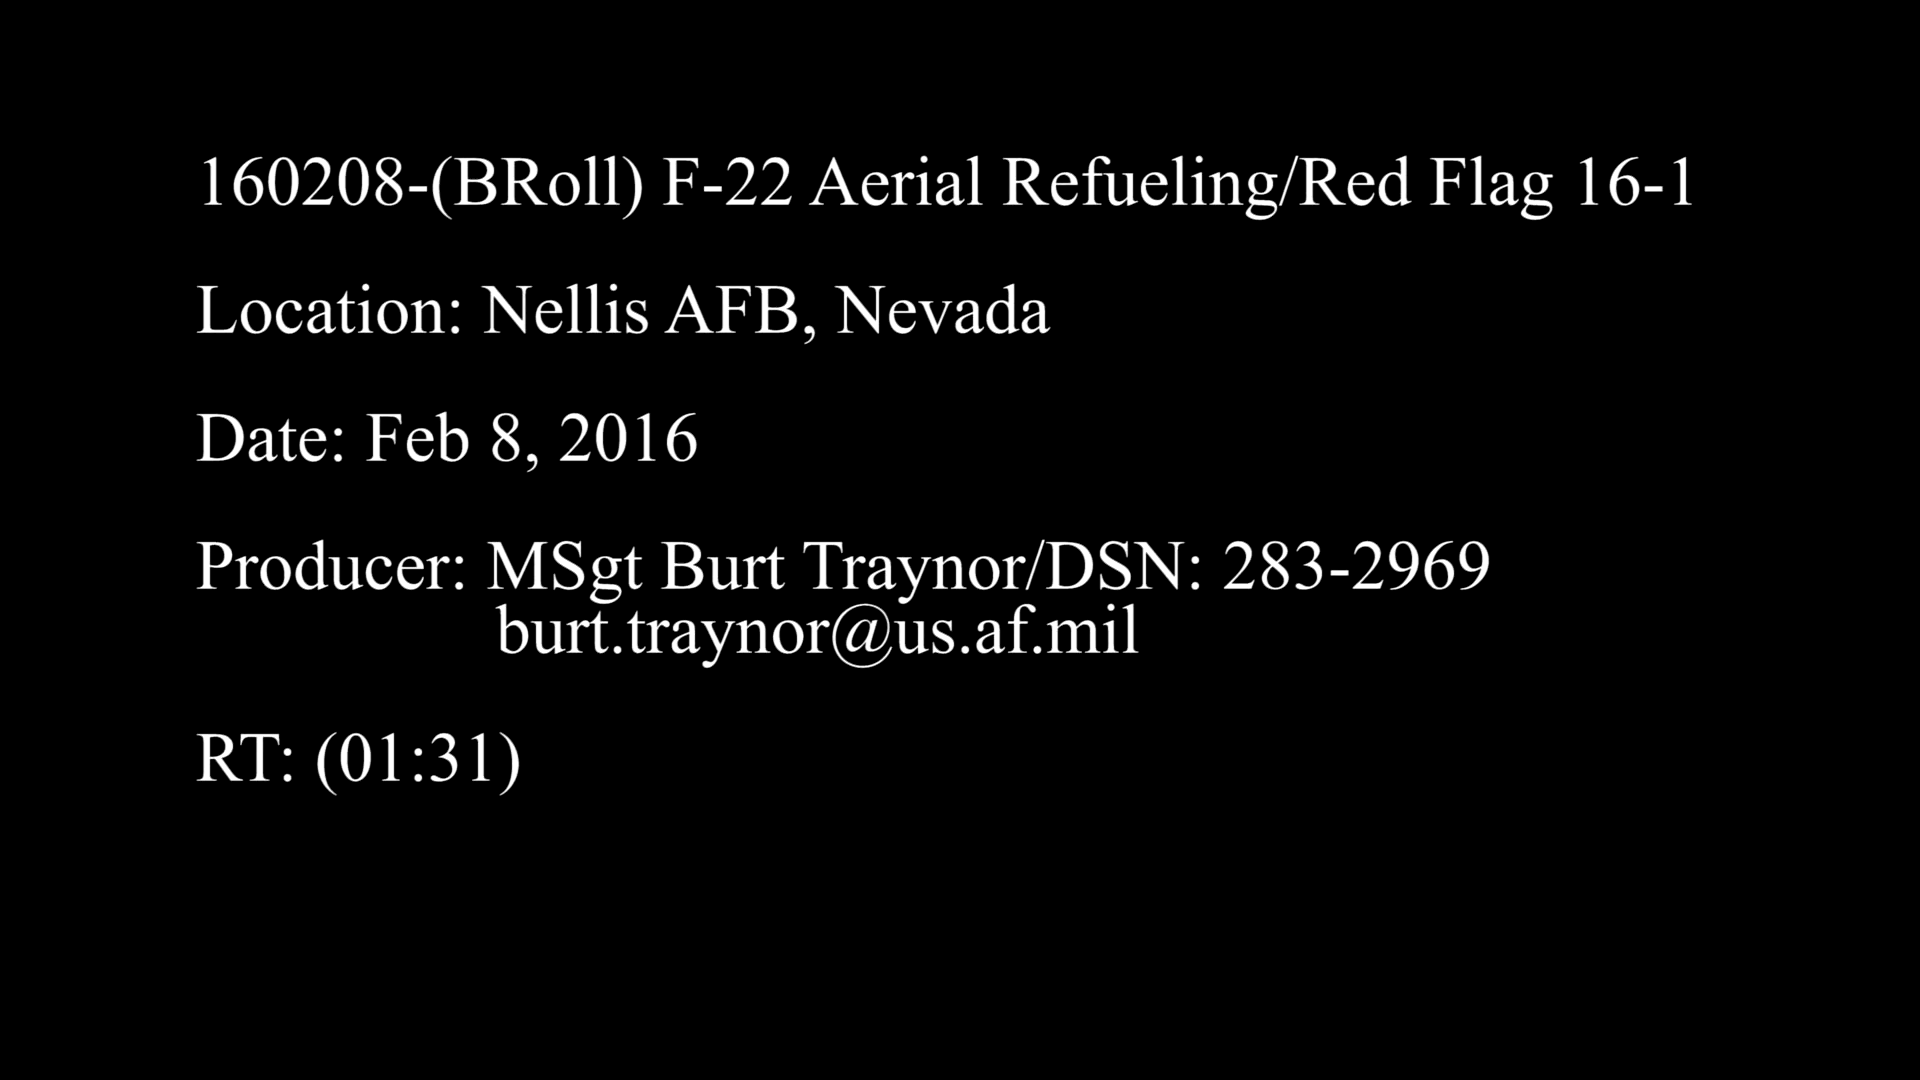 160208-(BRoll) F-22 Aerial Refueling/Red Flag 16-1
Location: Nellis AFB, Nevada
Date: Feb 8, 2016
Producer: MSgt Burt Traynor/DSN: 283-2969
burt.traynor@us.af.mil
RT: (01:31)